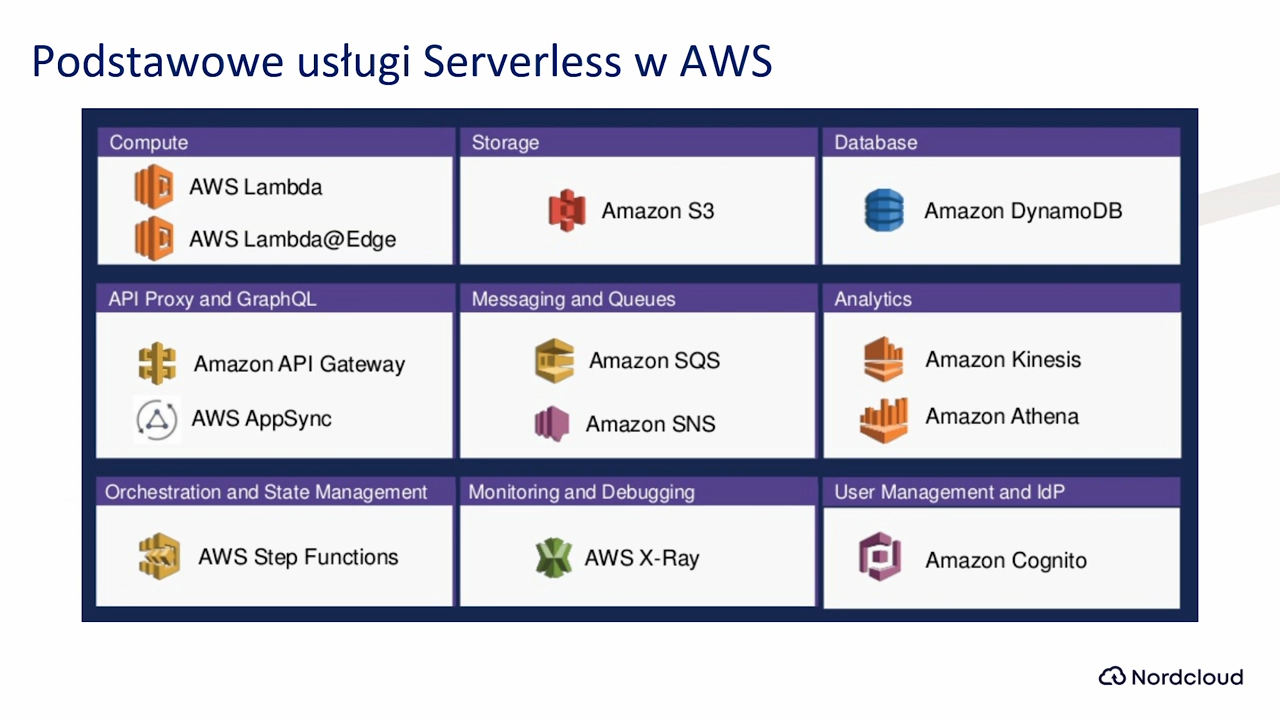 Podstawowe usługi Serverless w AWS
Compute
AWS Lambda
AWS Lambda@Edge
Storage
Amazon S3
Database
Amazon DynamoDB
API Proxy and GraphQL
Amazon API Gateway
AWS AppSync
Messaging and Queues
Amazon SQS
Amazon SNS
Analytics
Amazon Kinesis
Amazon Athena
Orchestration and State Management
AWS Step Functions
Monitoring and Debugging
AWS X-Ray
User Management and IdP
Amazon Cognito
Nordcloud